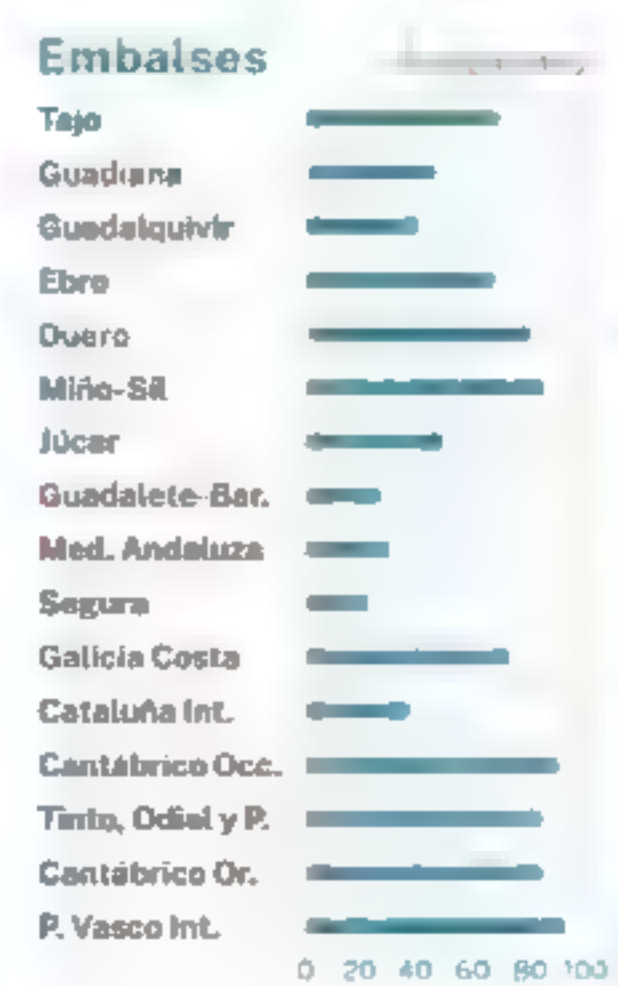 Embalses
Tajo
Guadiana
Guadalquivir
Ebro
Duero
Miño-Sil
Júcar
Guadalete-Bar.
Med. Andaluza
Segura
Galicia Costa
Cataluña Int.
Cantábrico Occ.
Tinto, Odiel y P.
Cantábrico Or.
P. Vasco Int.
0 20 40 60 80 100